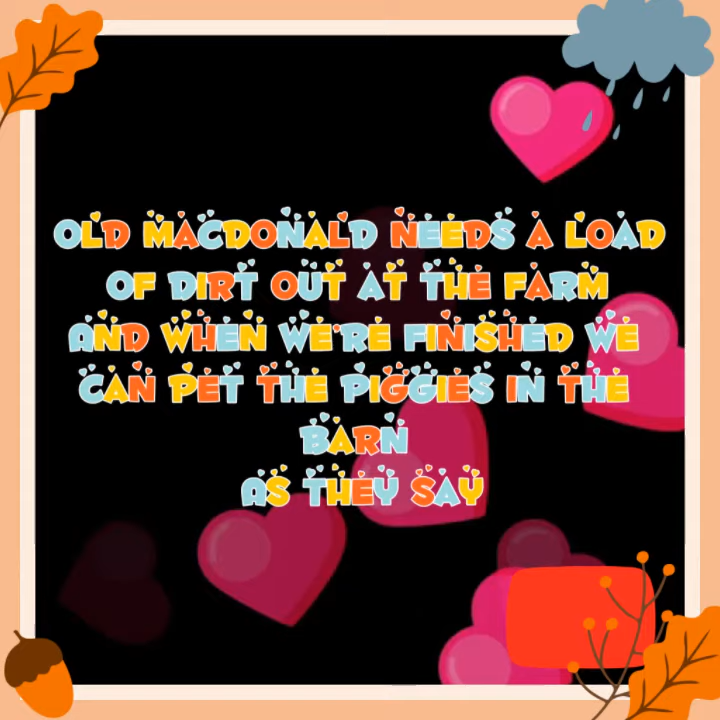 OLD MACDONALD NEEDS A LOAD
OF DIRT OUT AT THE FARM
AND WHEN WE'RE FINISHED WE
CAN PET THE PIGGIES IN THE
BARN
AS THEY SAY